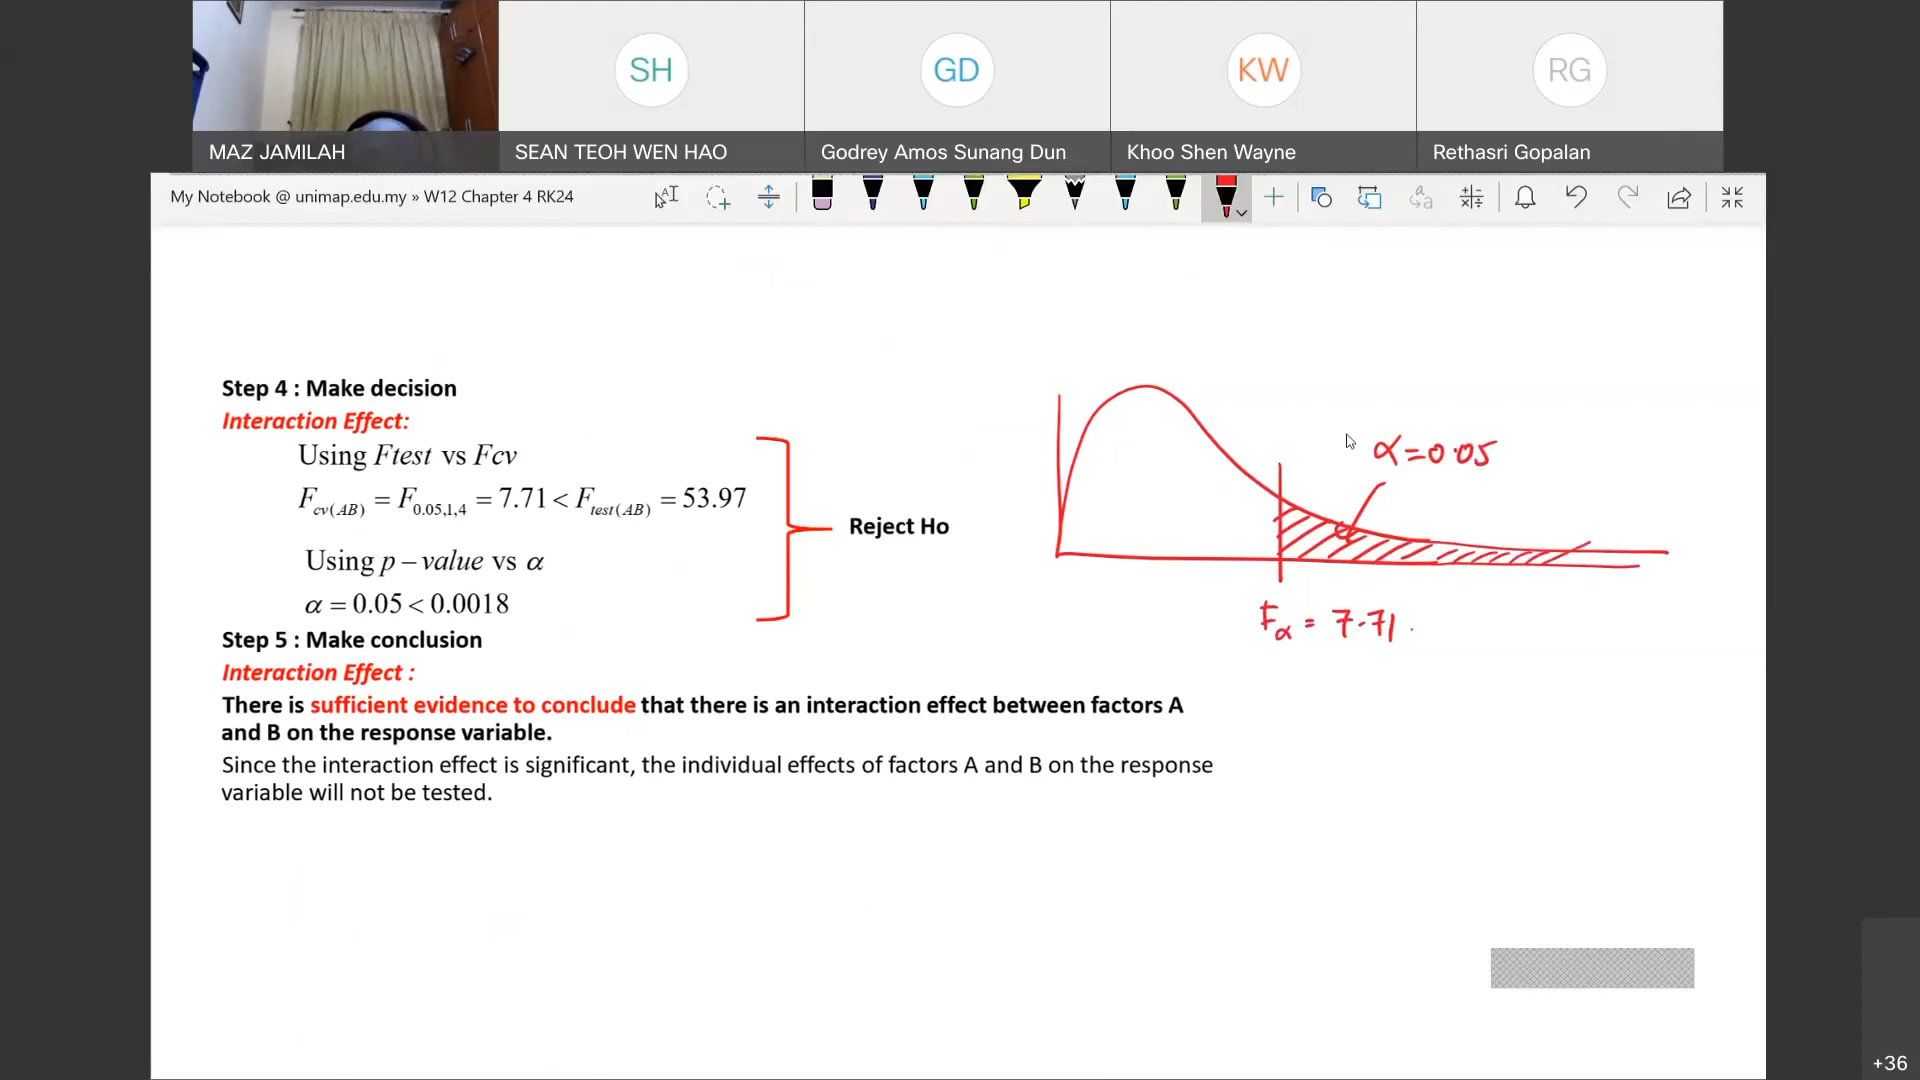 SH
GD
KW
RG
MAZ JAMILAH
SEAN TEOH WEN HAO
Godrey Amos Sunang Dun
Khoo Shen Wayne
Rethasri Gopalan
My Notebook @ unimap.edu.my » W12 Chapter 4 RK24
Step 4 : Make decision
Interaction Effect:
Using Ftest vs Fcv
F_cv(AB) = F_0.05,1,4 = 7.71 < F_test(AB) = 53.97
Reject Ho
Using p – value vs α
α = 0.05 < 0.0018
α = 0.05
F_α = 7.71
Step 5 : Make conclusion
Interaction Effect :
There is sufficient evidence to conclude that there is an interaction effect between factors A
and B on the response variable.
Since the interaction effect is significant, the individual effects of factors A and B on the response
variable will not be tested.
+36